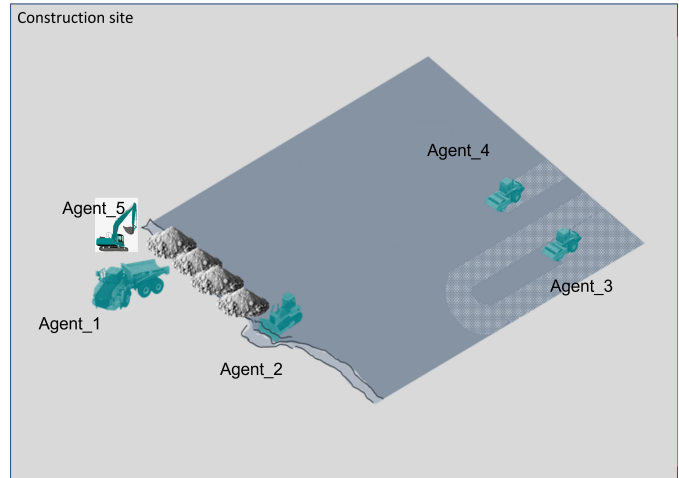 Construction site
Agent_4
Agent_5
Agent_3
Agent_1
Agent_2